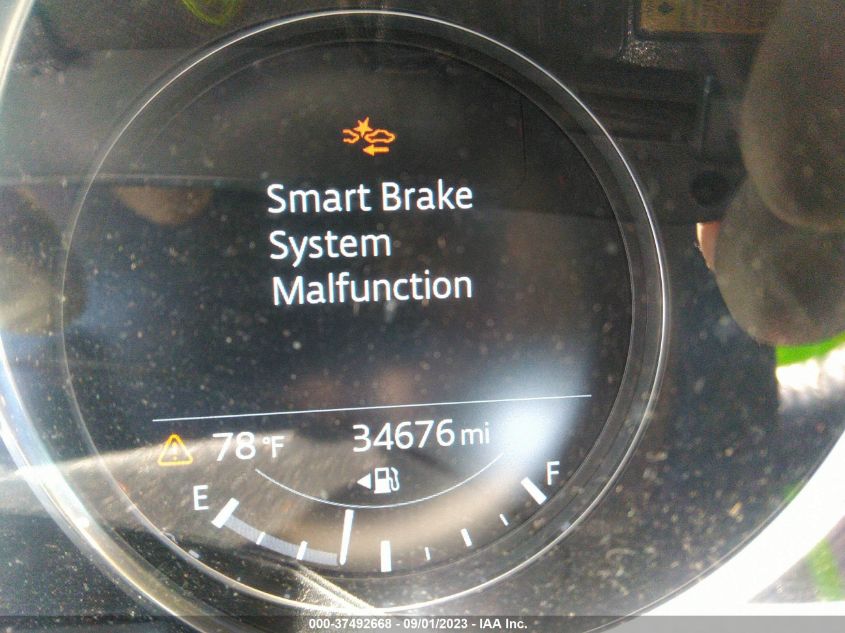 Smart Brake
System
Malfunction
78°F
34676 mi
E
F
000-37492668 - 09/01/2023 - IAA Inc.